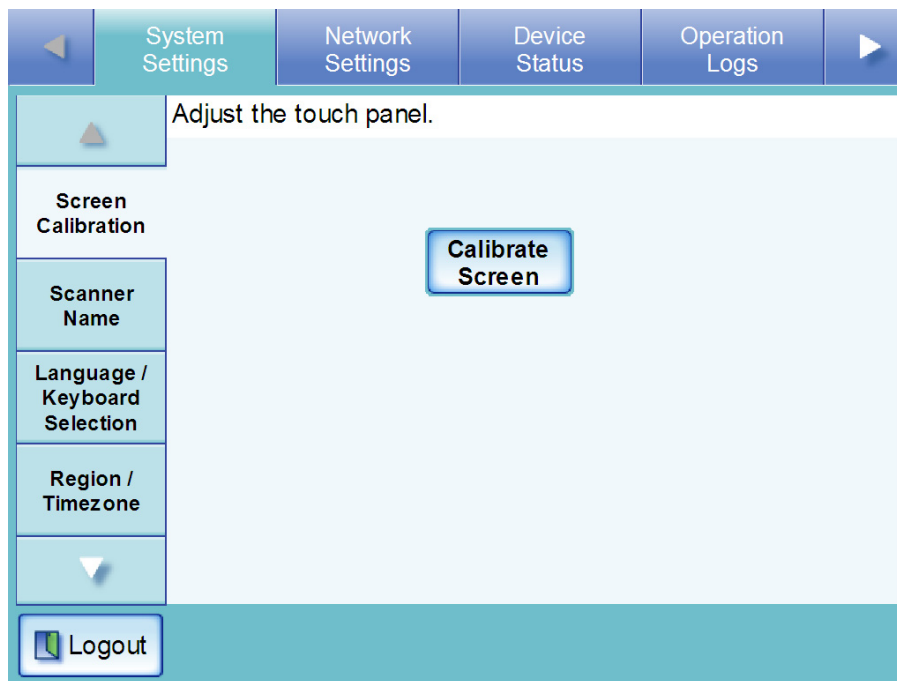 System
Settings
Network
Settings
Device
Status
Operation
Logs
Adjust the touch panel.
Screen
Calibration
Calibrate
Screen
Scanner
Name
Language /
Keyboard
Selection
Region /
Timezone
Logout